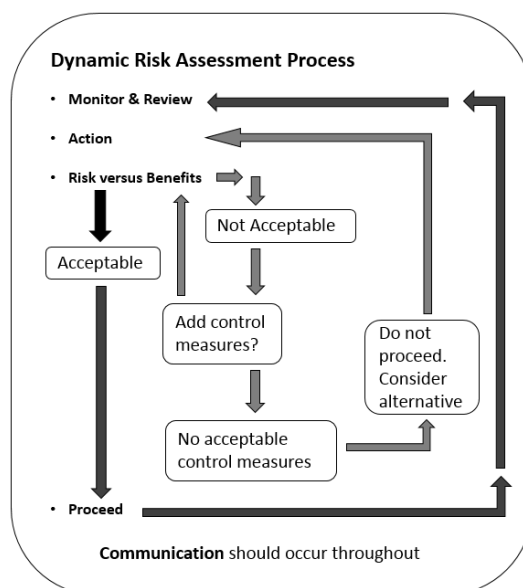 Dynamic Risk Assessment Process
• Monitor & Review
• Action
• Risk versus Benefits
Not Acceptable
Acceptable
Add control
measures?
Do not
proceed.
Consider
alternative
No acceptable
control measures
• Proceed
Communication should occur throughout